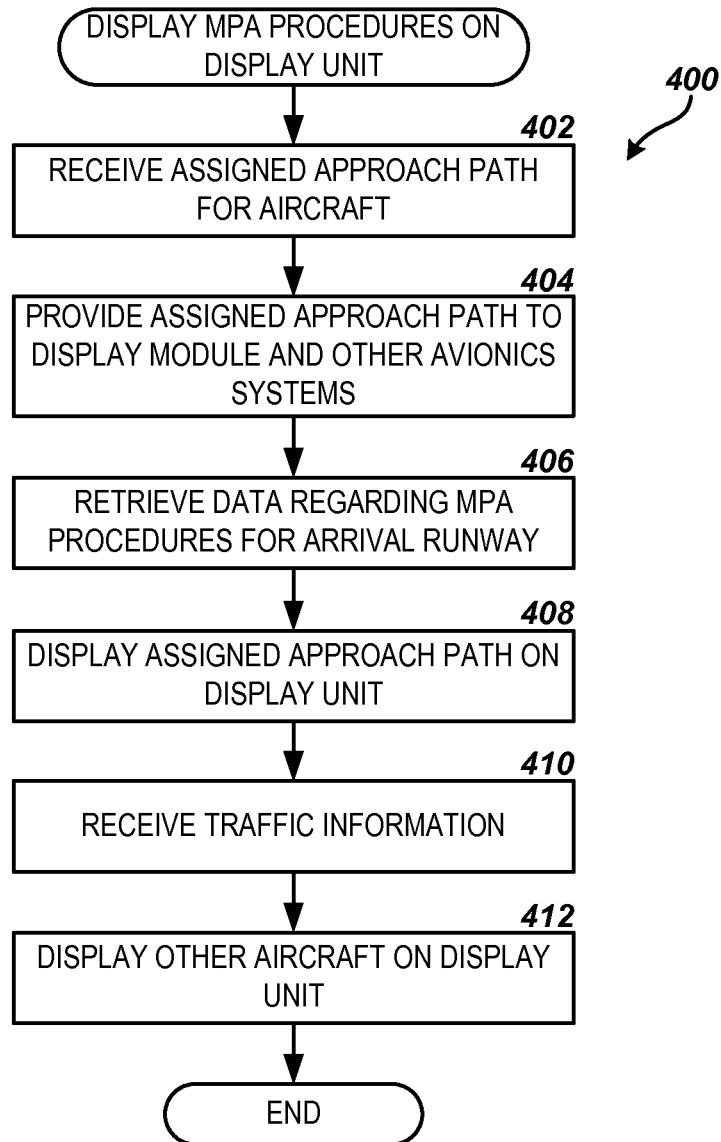 DISPLAY MPA PROCEDURES ON
DISPLAY UNIT
400
402
RECEIVE ASSIGNED APPROACH PATH
FOR AIRCRAFT
404
PROVIDE ASSIGNED APPROACH PATH TO
DISPLAY MODULE AND OTHER AVIONICS
SYSTEMS
406
RETRIEVE DATA REGARDING MPA
PROCEDURES FOR ARRIVAL RUNWAY
408
DISPLAY ASSIGNED APPROACH PATH ON
DISPLAY UNIT
410
RECEIVE TRAFFIC INFORMATION
412
DISPLAY OTHER AIRCRAFT ON DISPLAY
UNIT
END